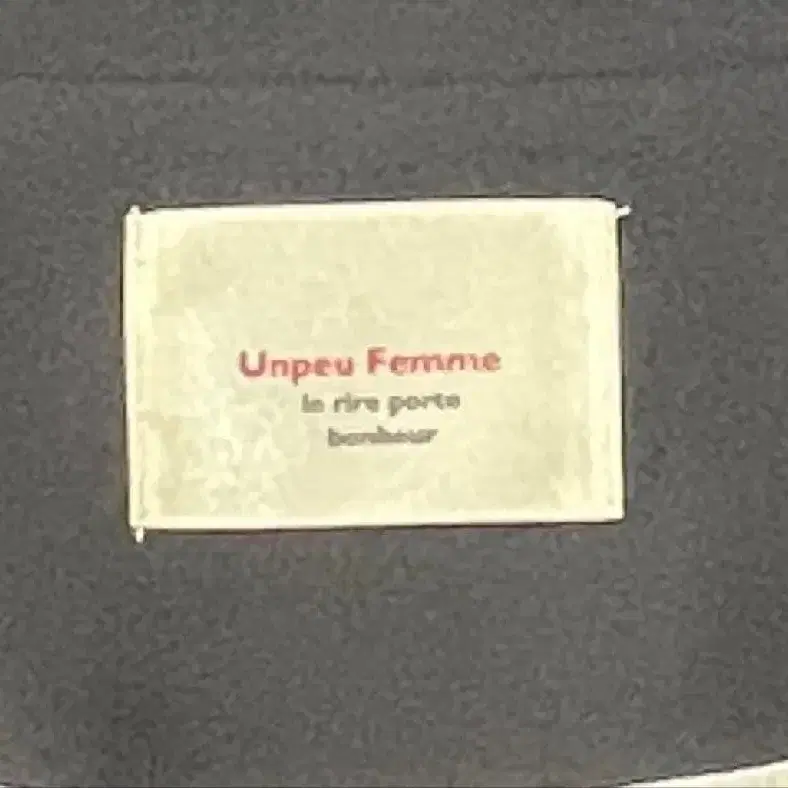 Unpeu Femme
le rire porte
bonheur